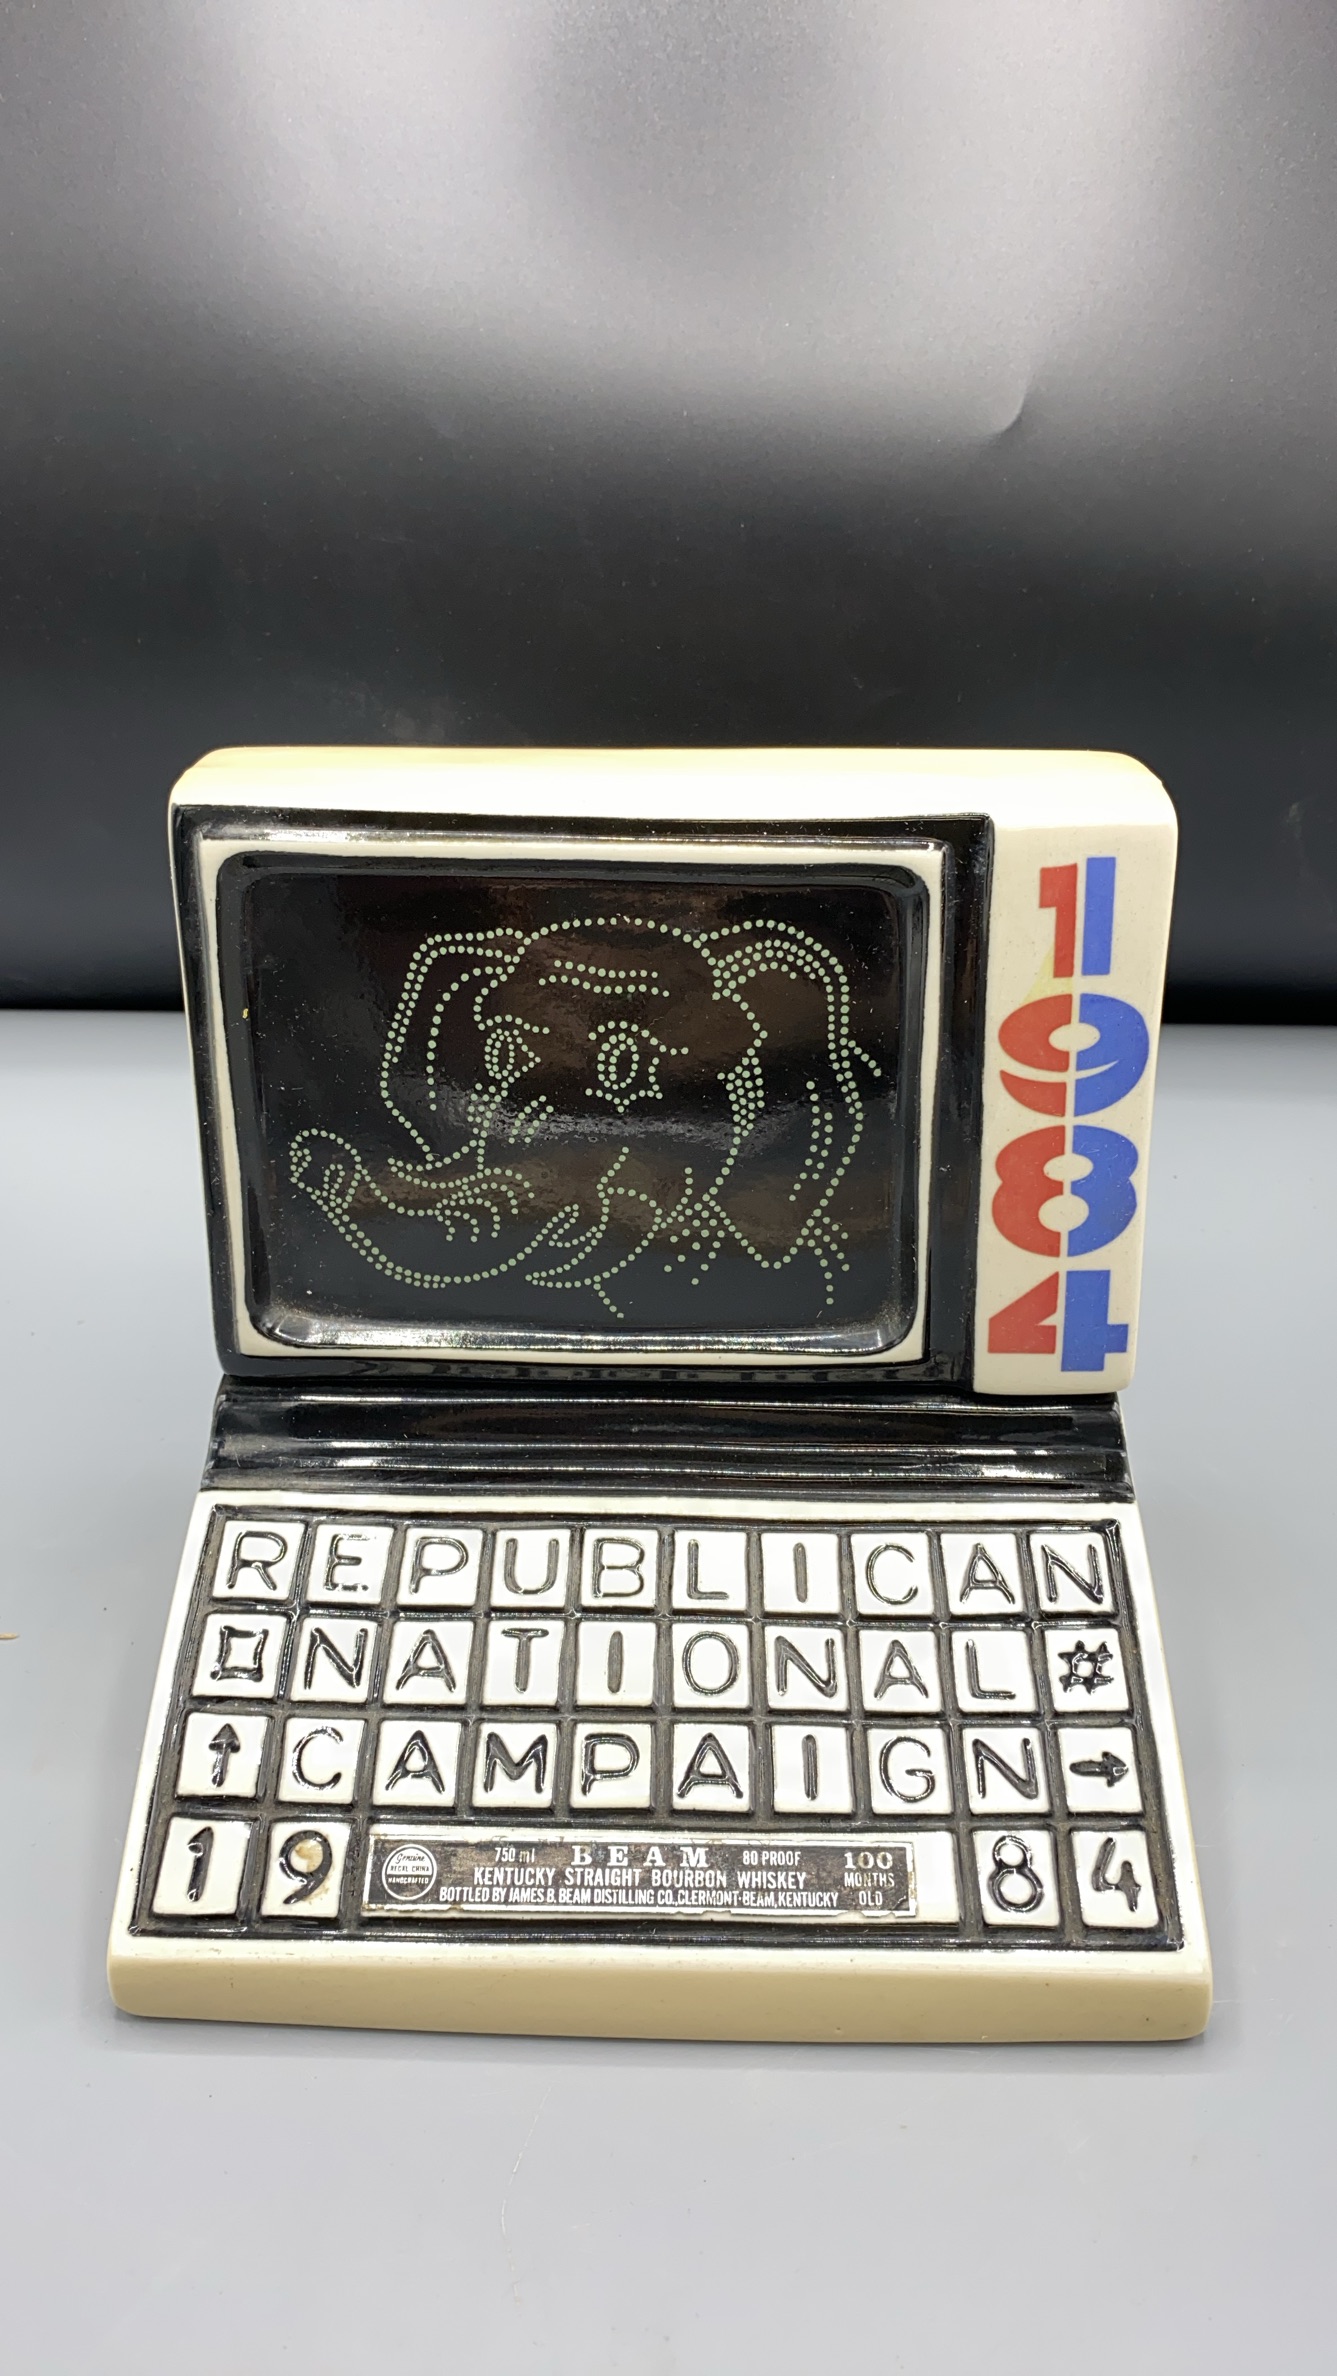 1984
REPUBLICAN
NATIONAL #
↑ CAMPAIGN →
19
Genuine
REGAL CHINA
HANDCRAFTED
750 ml BEAM 80 PROOF
KENTUCKY STRAIGHT BOURBON WHISKEY
BOTTLED BY JAMES B. BEAM DISTILLING CO., CLERMONT-BEAM, KENTUCKY
100
MONTHS
OLD
84